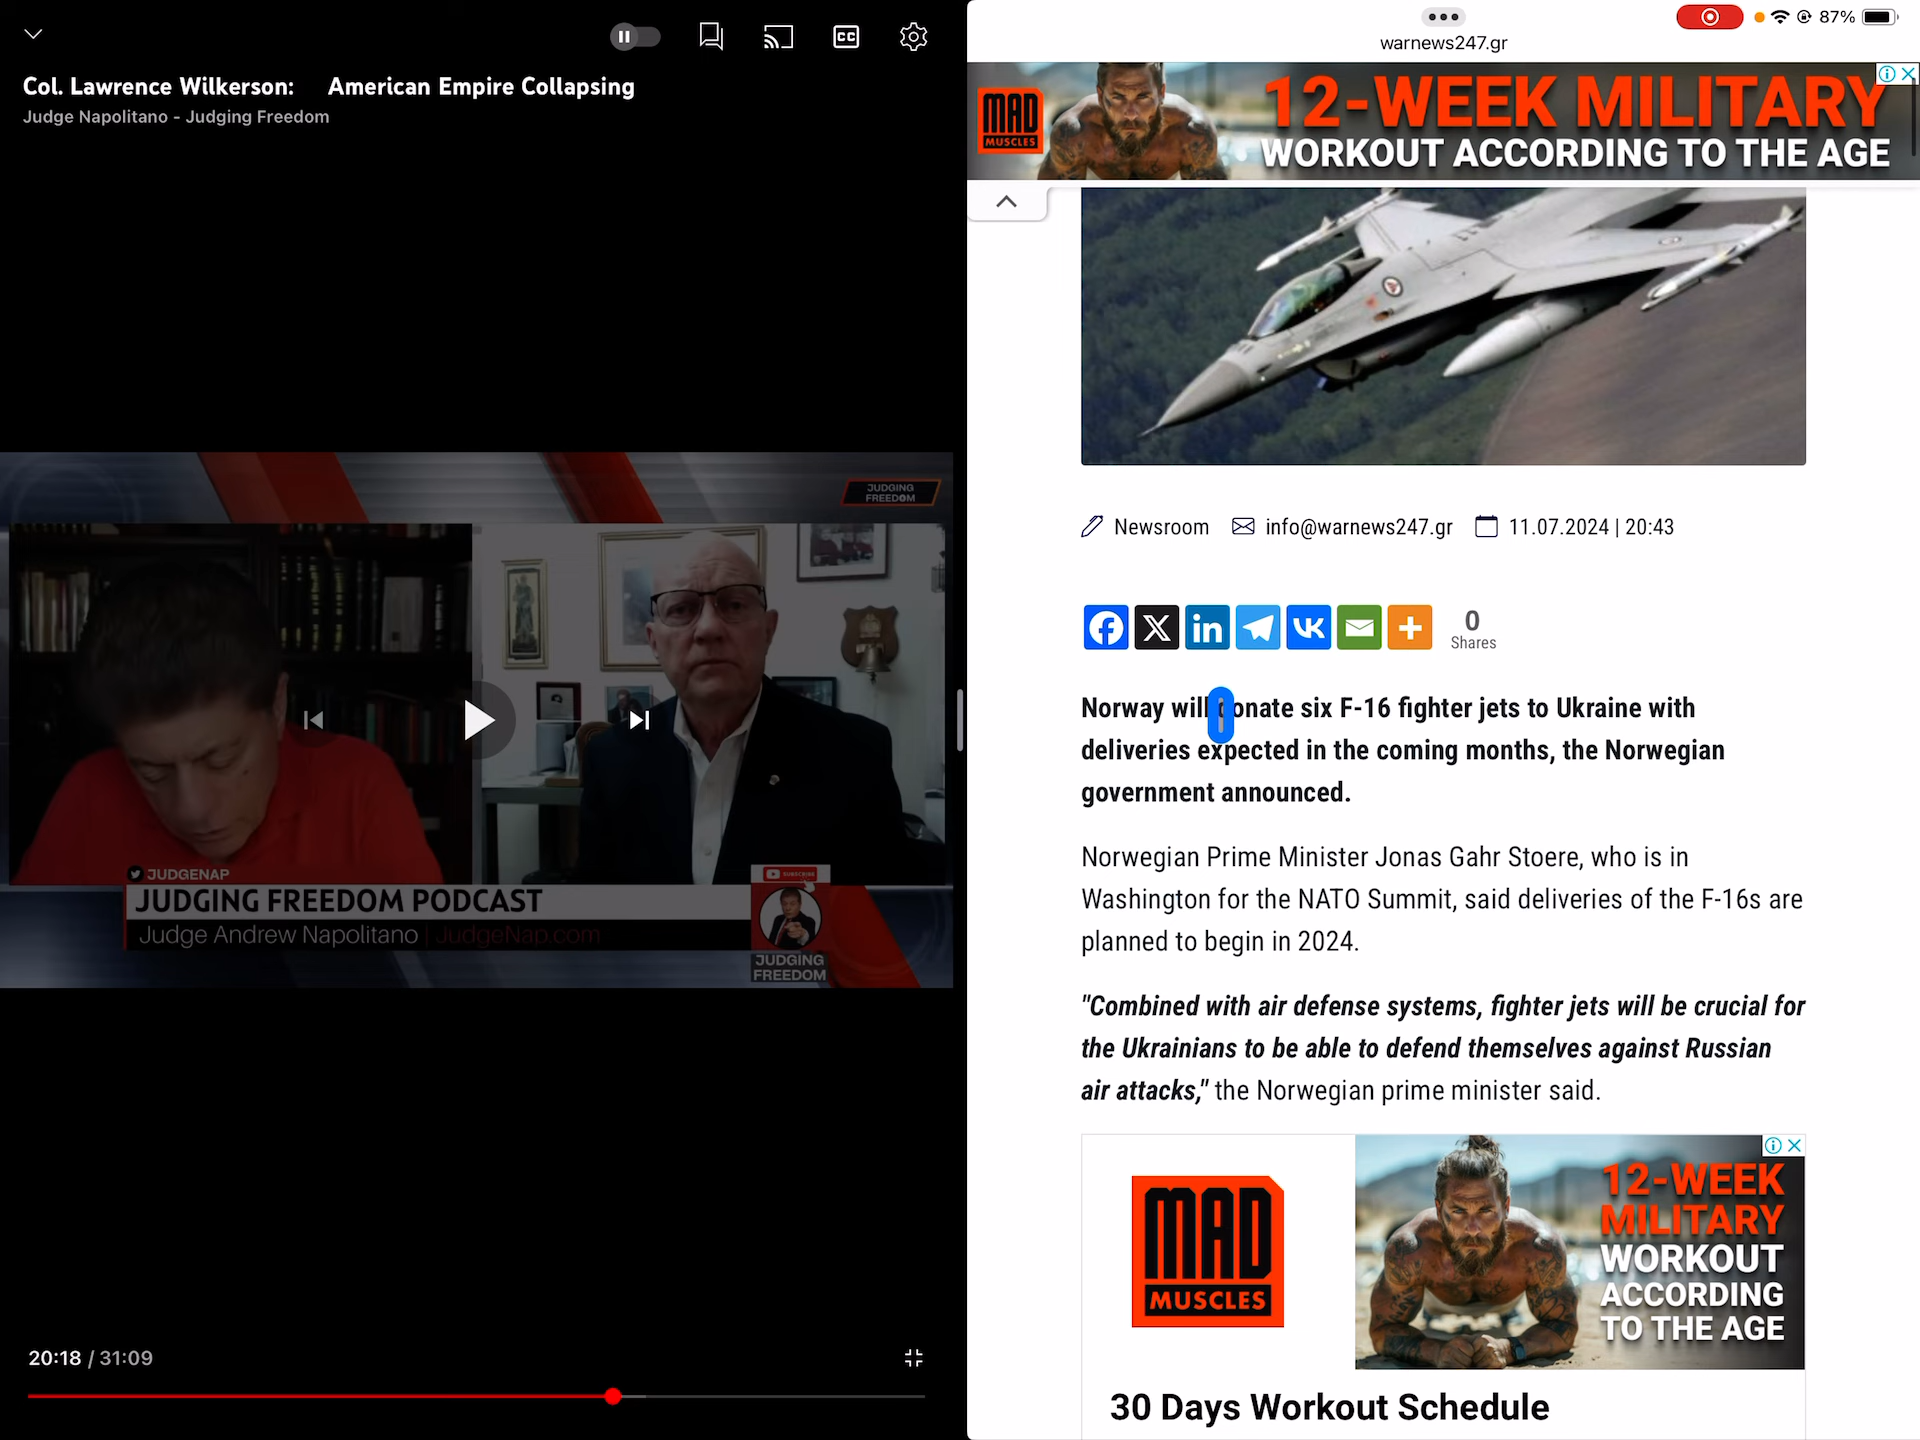 Col. Lawrence Wilkerson: American Empire Collapsing
Judge Napolitano - Judging Freedom
CC
JUDGING
FREEDOM
JUDGENAP
SUBSCRIBE
JUDGING FREEDOM PODCAST
Judge Andrew Napolitano | JudgeNap.com
JUDGING
FREEDOM
20:18 / 31:09
87%
warnews247.gr
MAD
MUSCLES
12-WEEK MILITARY
WORKOUT ACCORDING TO THE AGE
Newsroom info@warnews247.gr 11.07.2024 | 20:43
0
Shares
Norway will donate six F-16 fighter jets to Ukraine with
deliveries expected in the coming months, the Norwegian
government announced.
Norwegian Prime Minister Jonas Gahr Stoere, who is in
Washington for the NATO Summit, said deliveries of the F-16s are
planned to begin in 2024.
"Combined with air defense systems, fighter jets will be crucial for
the Ukrainians to be able to defend themselves against Russian
air attacks," the Norwegian prime minister said.
MAD
MUSCLES
12-WEEK
MILITARY
WORKOUT
ACCORDING
TO THE AGE
30 Days Workout Schedule